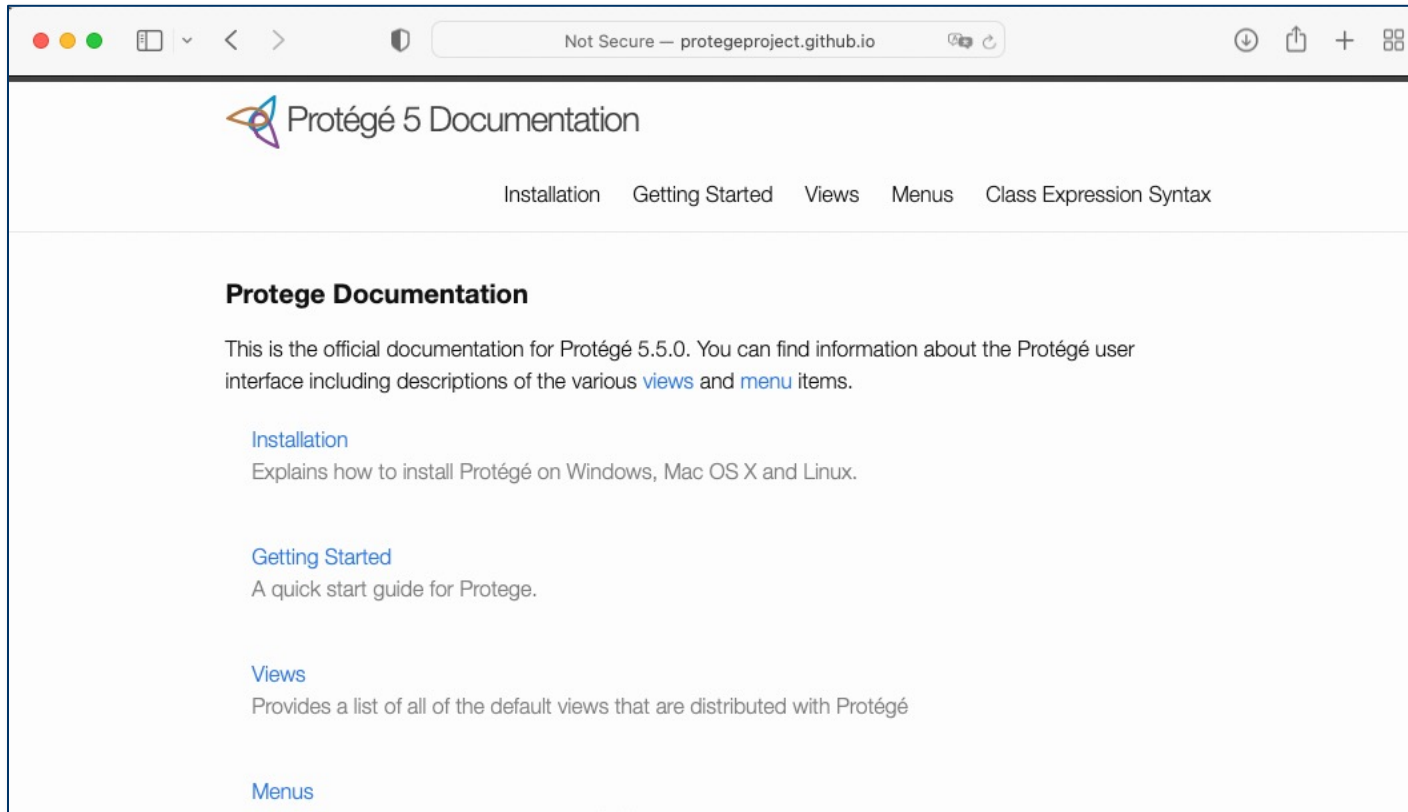 Not Secure — protegeproject.github.io
Protégé 5 Documentation
Installation Getting Started Views Menus Class Expression Syntax
Protege Documentation
This is the official documentation for Protégé 5.5.0. You can find information about the Protégé user
interface including descriptions of the various views and menu items.
Installation
Explains how to install Protégé on Windows, Mac OS X and Linux.
Getting Started
A quick start guide for Protege.
Views
Provides a list of all of the default views that are distributed with Protégé
Menus